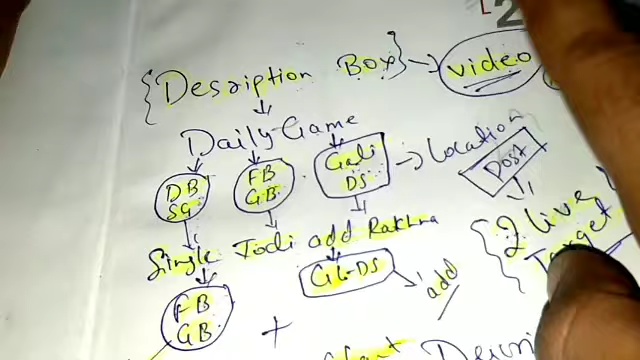 [2
{Desription Box} → video
Daily Game
DB SG
FB GB
Gali DS → Location
Post
Single Jodi add Rakhna
2 live Target
FB GB
GL-DS → add
+